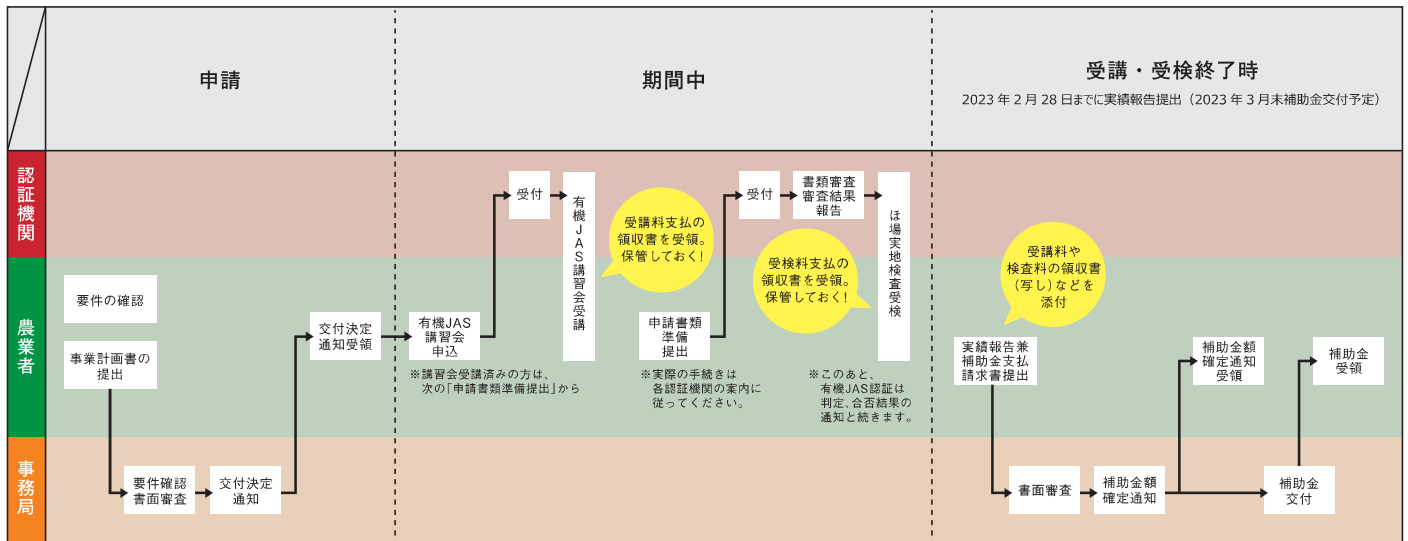 申請
期間中
受講・受検終了時
2023年2月28日までに実績報告提出（2023年3月末補助金交付予定）
認証機関
受付
有機JAS講習会受講
受講料支払の
領収書を受領。
保管しておく!
受付
書類審査
審査結果
報告
ほ場実地検査受検
受検料支払の
領収書を受領。
保管しておく!
農業者
要件の確認
事業計画書の
提出
交付決定
通知受領
有機JAS
講習会
申込
※講習会受講済みの方は、
次の「申請書類準備提出」から
申請書類
準備
提出
※実際の手続きは
各認証機関の案内に
従ってください。
※このあと、
有機JAS認証は
判定、合否結果の
通知と続きます。
受講料や
検査料の領収書
（写し）などを
添付
実績報告兼
補助金支払
請求書提出
補助金額
確定通知
受領
補助金
受領
事務局
要件確認
書面審査
交付決定
通知
書面審査
補助金額
確定通知
補助金
交付